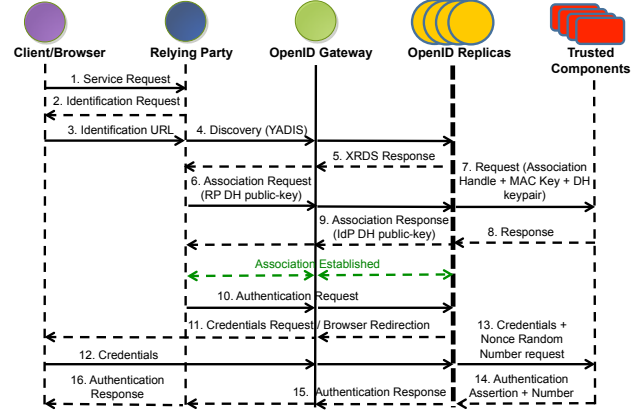 Client/Browser
Relying Party
OpenID Gateway
OpenID Replicas
Trusted
Components
1. Service Request
2. Identification Request
3. Identification URL
4. Discovery (YADIS)
5. XRDS Response
6. Association Request
(RP DH public-key)
7. Request (Association
Handle + MAC Key + DH
keypair)
8. Response
9. Association Response
(IdP DH public-key)
Association Established
10. Authentication Request
11. Credentials Request / Browser Redirection
12. Credentials
13. Credentials +
Nonce Random
Number request
14. Authentication
Assertion + Number
15. Authentication Response
16. Authentication
Response